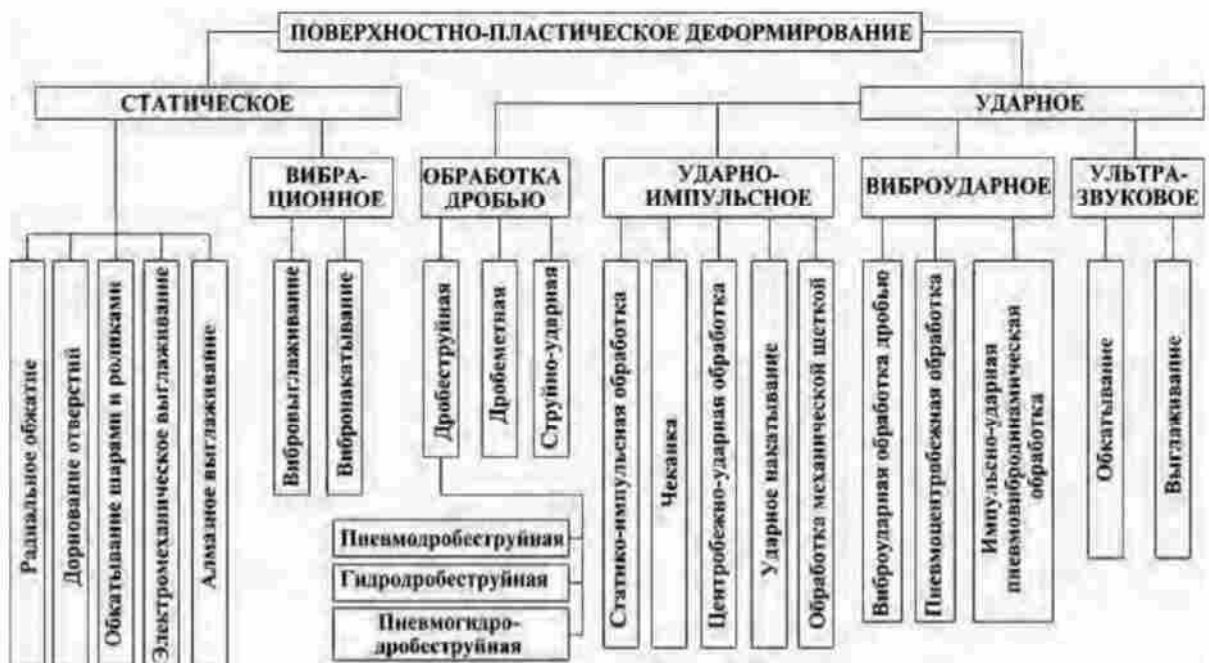 ПОВЕРХНОСТНО-ПЛАСТИЧЕСКОЕ ДЕФОРМИРОВАНИЕ
СТАТИЧЕСКОЕ
УДАРНОЕ
ВИБРА-
ЦИОННОЕ
ОБРАБОТКА
ДРОБЬЮ
УДАРНО-
ИМПУЛЬСНОЕ
ВИБРОУДАРНОЕ
УЛЬТРА-
ЗВУКОВОЕ
Радиальное обжатие
Дорнование отверстий
Обкатывание шарами и роликами
Электромеханическое выглаживание
Алмазное выглаживание
Вибровыглаживание
Вибронакатывание
Дробеструйная
Дробеметная
Струйно-ударная
Пневмодробеструйная
Гидродробеструйная
Пневмогидро-
дробеструйная
Статико-импульсная обработка
Чеканка
Центробежно-ударная обработка
Ударное накатывание
Обработка механической щеткой
Виброударная обработка дробью
Пневмоцентробежная обработка
Импульсно-ударная
пневмовибродинамическая
обработка
Обкатывание
Выглаживание